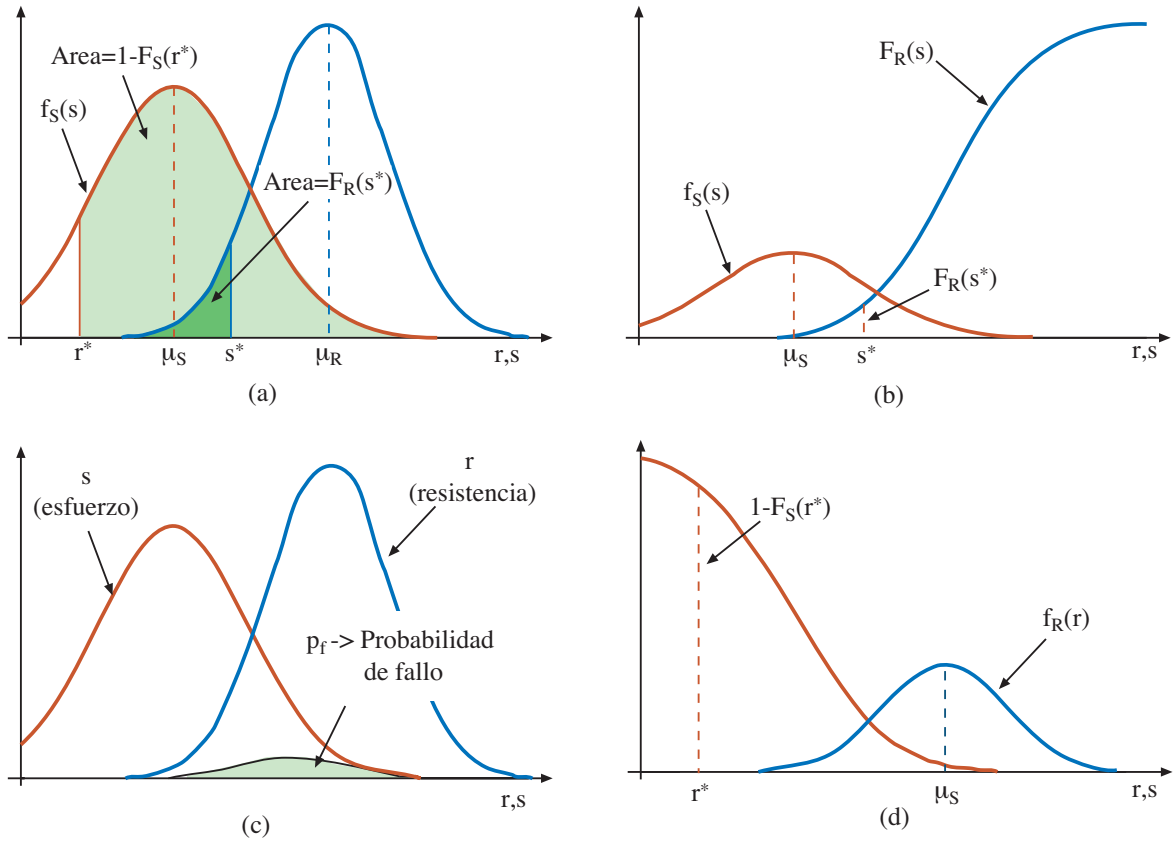 Area=1-F_S(r*)
f_S(s)
Area=F_R(s*)
r*
μ_S
s*
μ_R
r,s
(a)
F_R(s)
f_S(s)
F_R(s*)
μ_S
s*
r,s
(b)
s
(esfuerzo)
r
(resistencia)
p_f -> Probabilidad
de fallo
r,s
(c)
1-F_S(r*)
f_R(r)
r*
μ_S
r,s
(d)